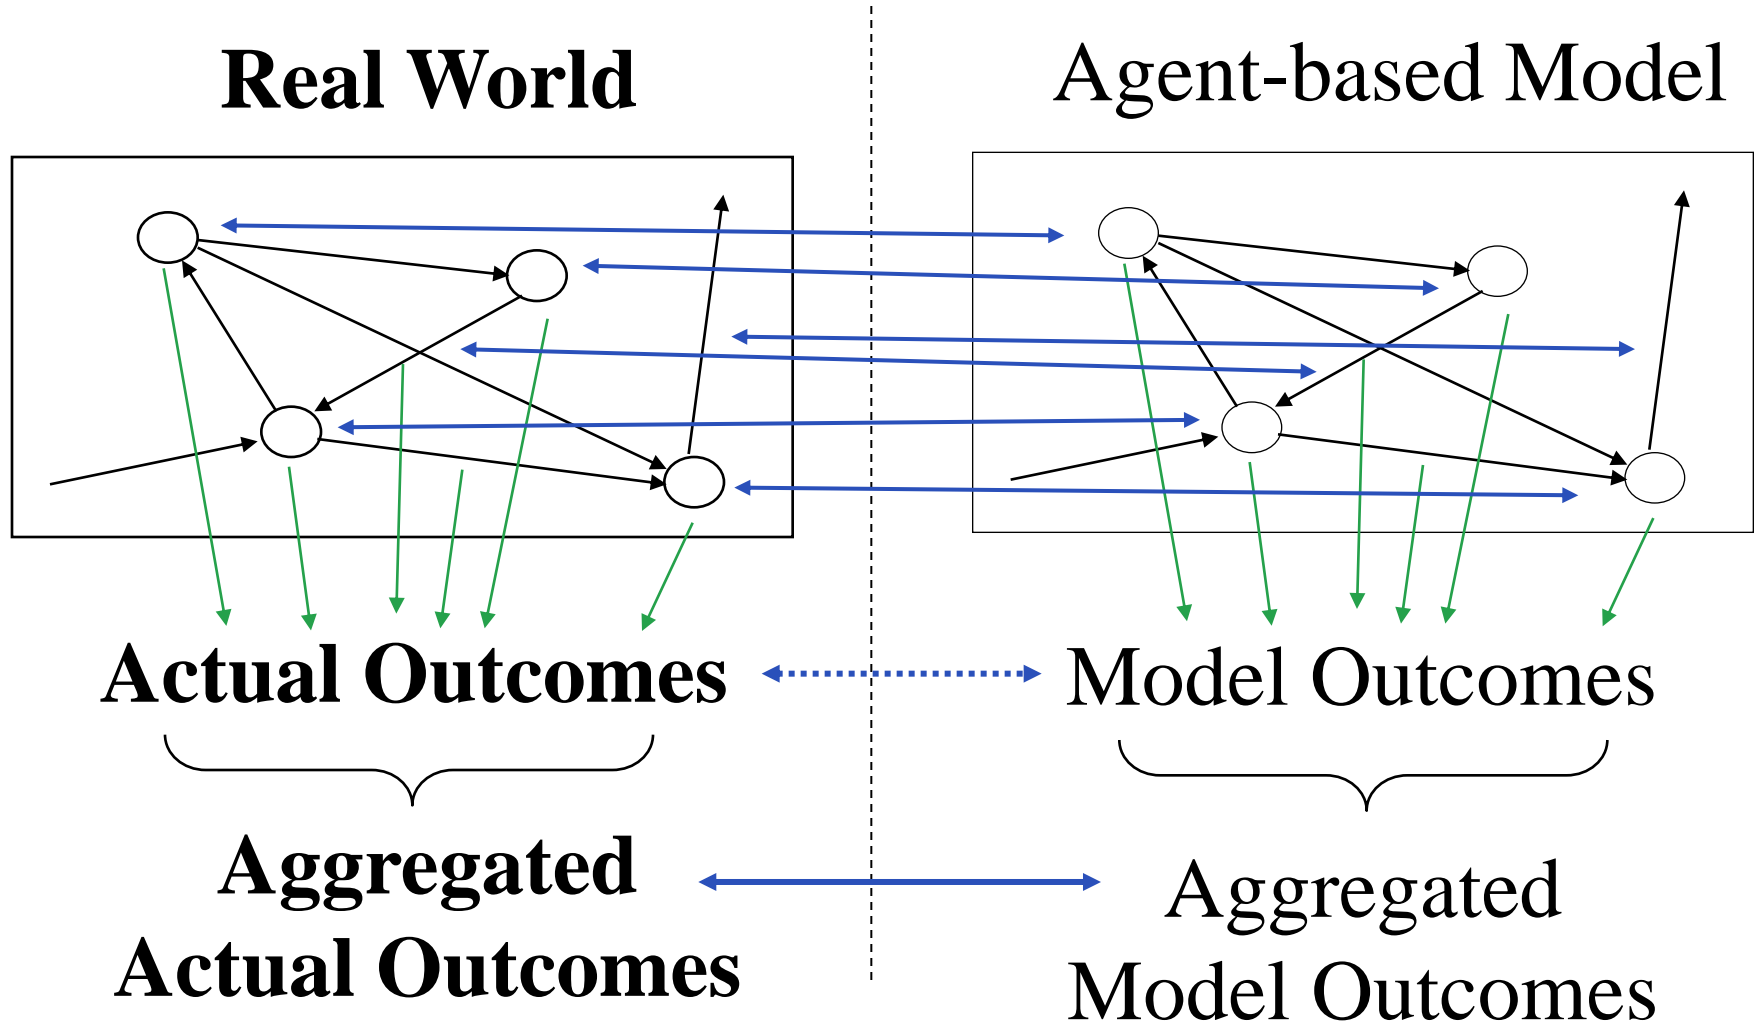 Real World
Agent-based Model
Actual Outcomes
Model Outcomes
Aggregated
Actual Outcomes
Aggregated
Model Outcomes